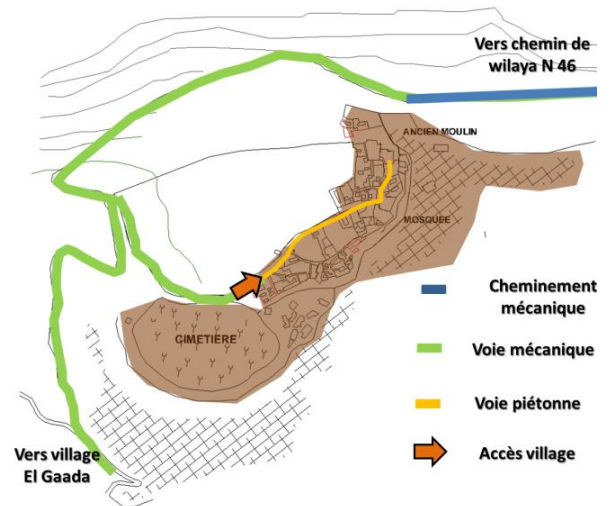 Vers chemin de
wilaya N 46
ANCIEN MOULIN
MOSQUEE
CIMETIÈRE
Cheminement
mécanique
Voie mécanique
Voie piétonne
Accès village
Vers village
El Gaada